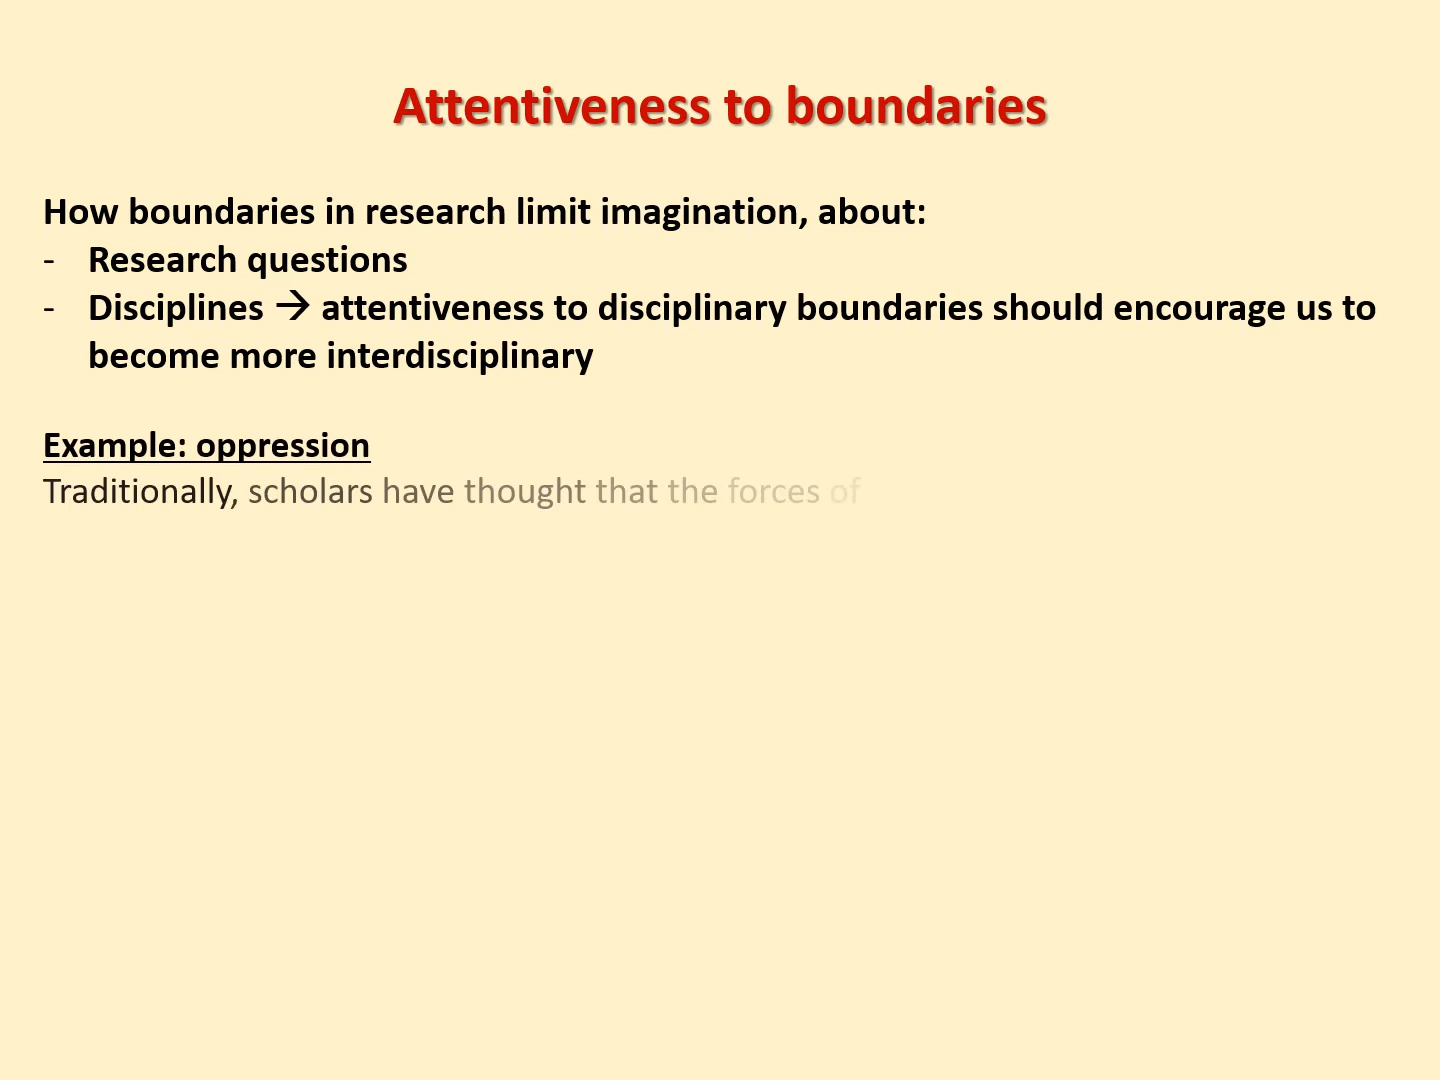 Attentiveness to boundaries
How boundaries in research limit imagination, about:
- Research questions
- Disciplines → attentiveness to disciplinary boundaries should encourage us to
become more interdisciplinary
Example: oppression
Traditionally, scholars have thought that the forces of